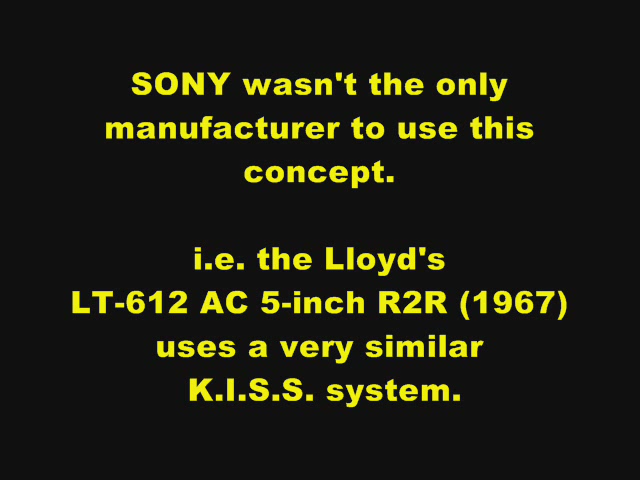 SONY wasn't the only
manufacturer to use this
concept.
i.e. the Lloyd's
LT-612 AC 5-inch R2R (1967)
uses a very similar
K.I.S.S. system.